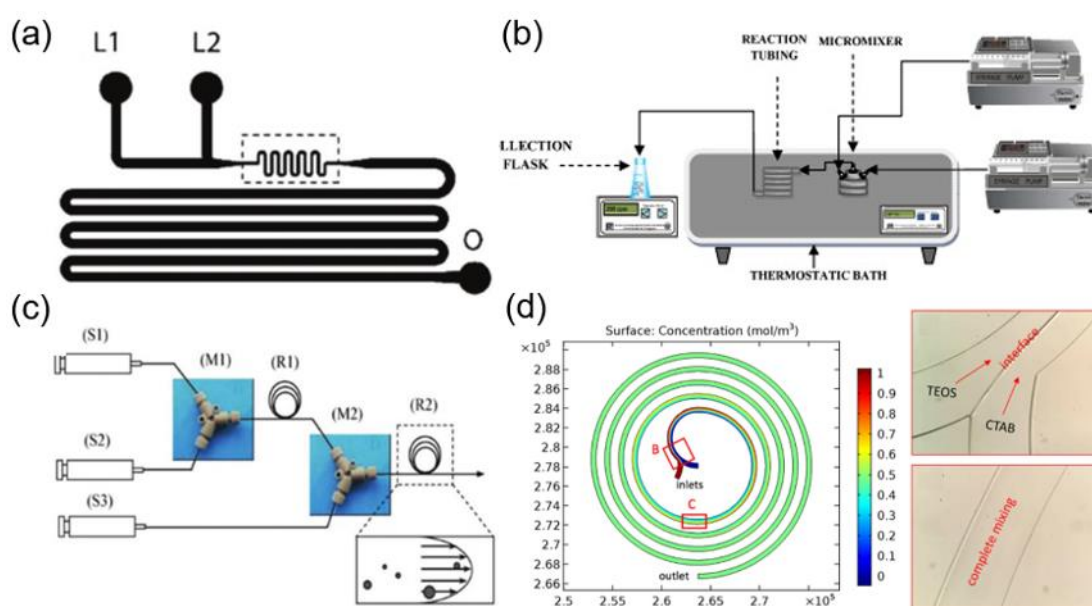 (a)
L1 L2
(b)
REACTION
TUBING
MICROMIXER
LLECTION
FLASK
SYRINGE PUMP
SYRINGE PUMP
THERMOSTATIC BATH
(c)
(S1)
(M1)
(R1)
(S2)
(M2)
(R2)
(S3)
(d)
Surface: Concentration (mol/m³)
×10⁵
2.9
2.88
2.86
2.84
2.82
2.8
2.78
2.76
2.74
2.72
2.7
2.68
2.66
2.5 2.6 2.65 2.7 2.8 ×10⁵
B
inlets
C
outlet
1
0.9
0.8
0.7
0.6
0.5
0.4
0.3
0.2
0.1
0
interface
TEOS
CTAB
complete mixing